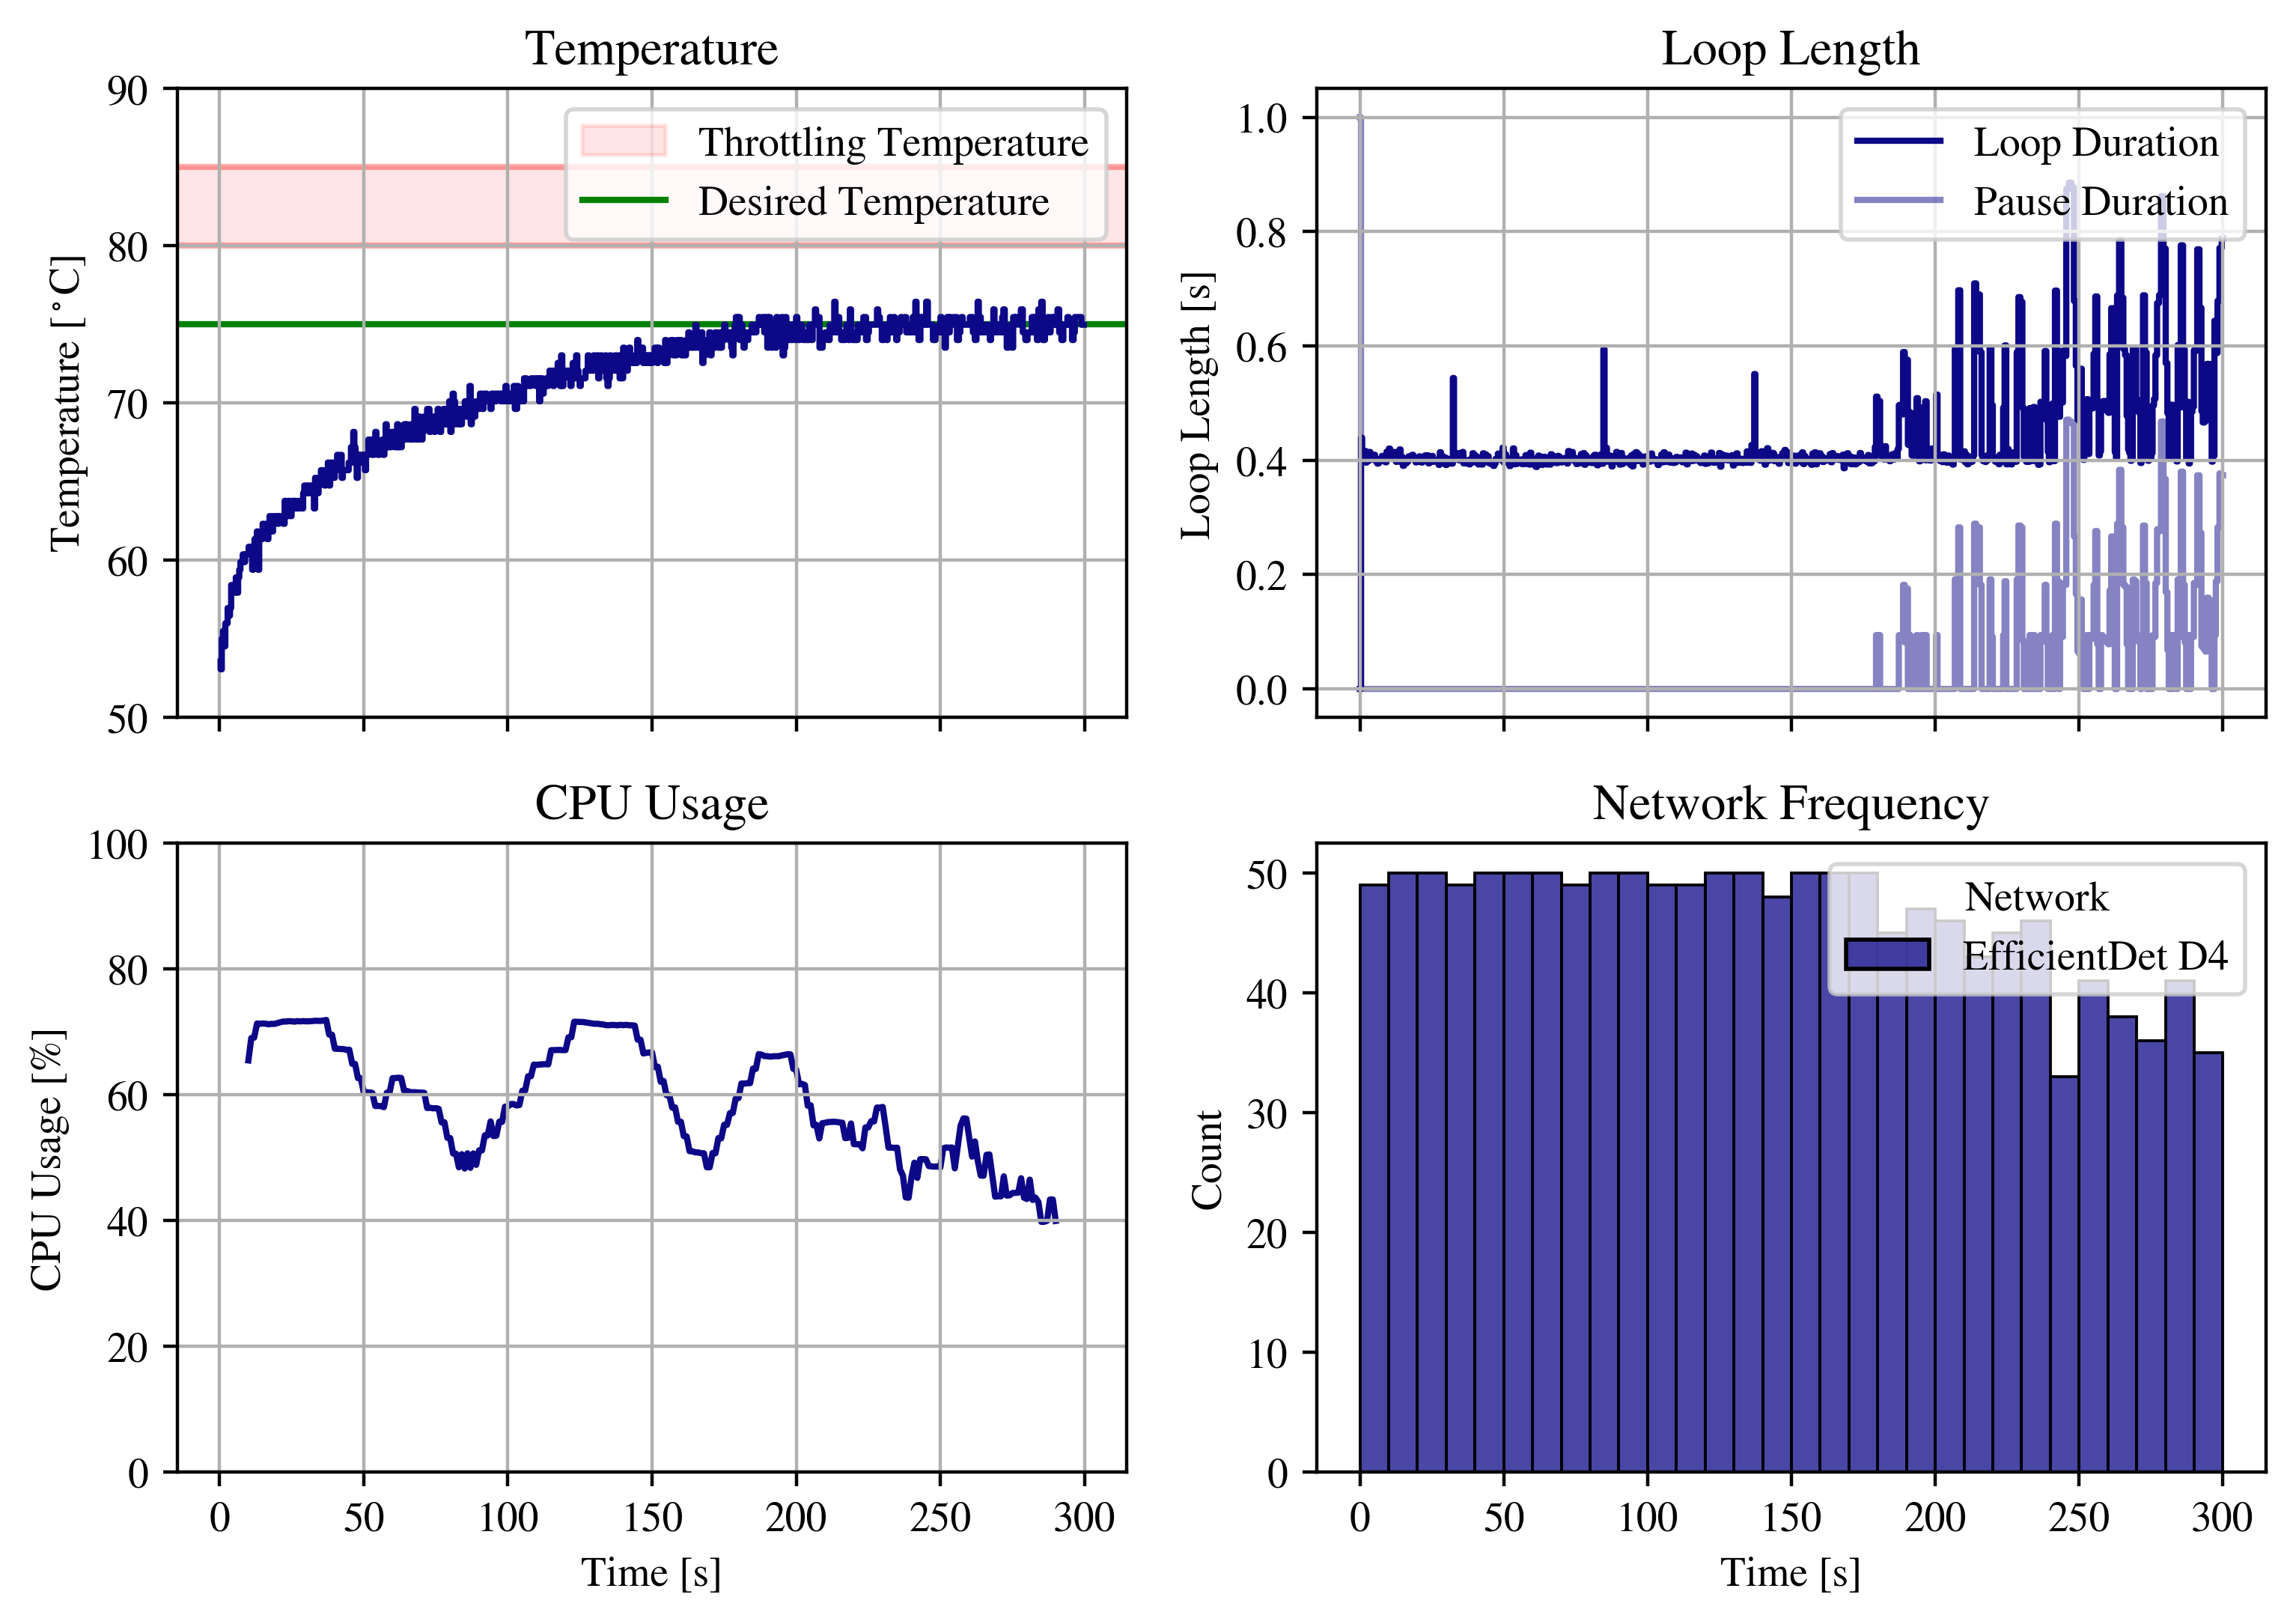 Temperature
90
80
70
60
50
Temperature [°C]
Throttling Temperature
Desired Temperature
Loop Length
1.0
0.8
0.6
0.4
0.2
0.0
Loop Length [s]
Loop Duration
Pause Duration
CPU Usage
100
80
60
40
20
0
CPU Usage [%]
0 50 100 150 200 250 300
Time [s]
Network Frequency
50
40
30
20
10
0
Count
Network
EfficientDet D4
0 50 100 150 200 250 300
Time [s]